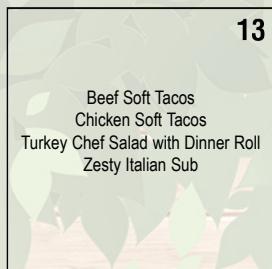 13
Beef Soft Tacos
Chicken Soft Tacos
Turkey Chef Salad with Dinner Roll
Zesty Italian Sub